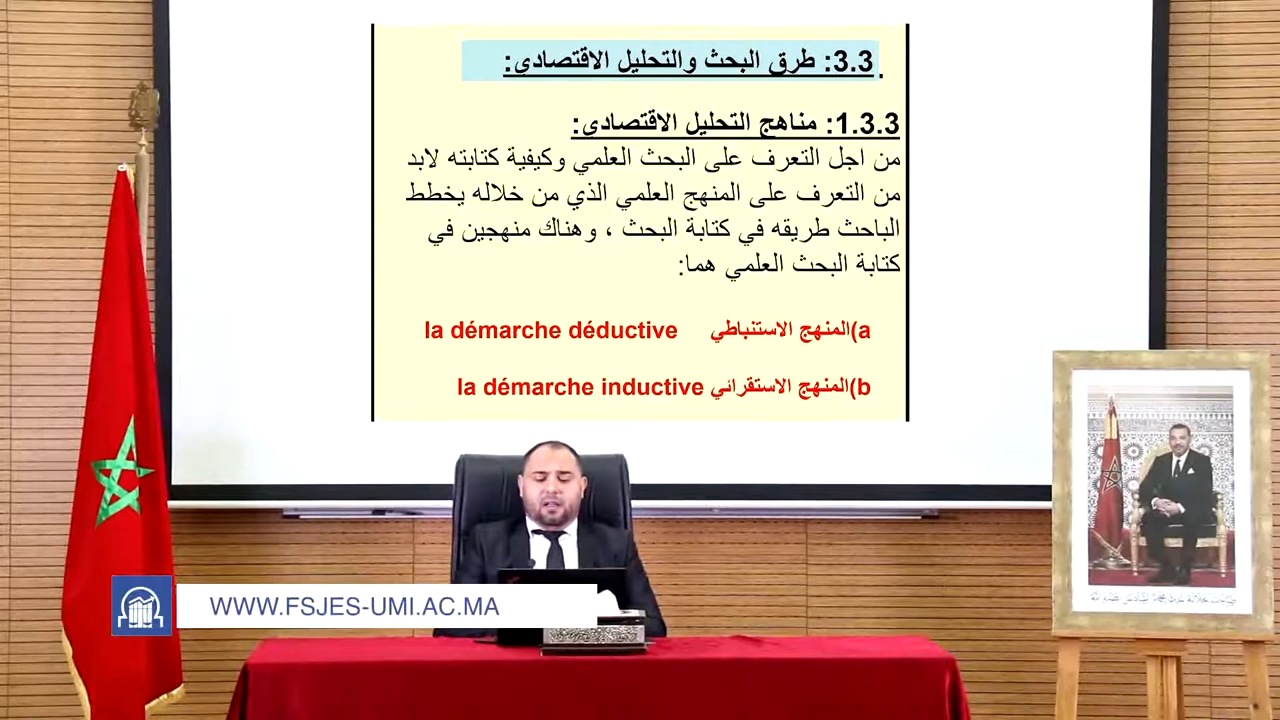 3.3: طرق البحث والتحليل الاقتصادي:
1.3.3: مناهج التحليل الاقتصادي:
من اجل التعرف على البحث العلمي وكيفية كتابته لابد
من التعرف على المنهج العلمي الذي من خلاله يخطط
الباحث طريقه في كتابة البحث ، وهناك منهجين في
كتابة البحث العلمي هما:
a)المنهج الاستنباطي la démarche déductive
b)المنهج الاستقرائي la démarche inductive
WWW.FSJES-UMI.AC.MA